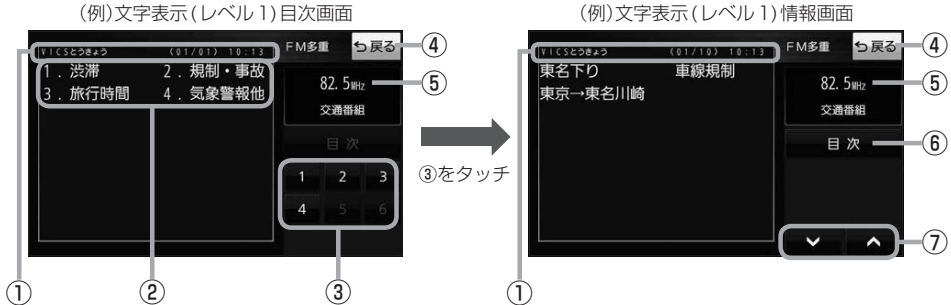 (例)文字表示(レベル1)目次画面
① VICSとうきょう (01/01) 10:13 FM多重 戻る ④
1．渋滞 2．規制・事故
3．旅行時間 4．気象警報他
82.5MHz ⑤
交通番組
目次
1 2 3
4 5 6
① ② ③
③をタッチ
(例)文字表示(レベル1)情報画面
VICSとうきょう (01/10) 10:13 FM多重 戻る ④
東名下り 車線規制
東京→東名川崎
82.5MHz ⑤
交通番組
目次 ⑥
⑦
①